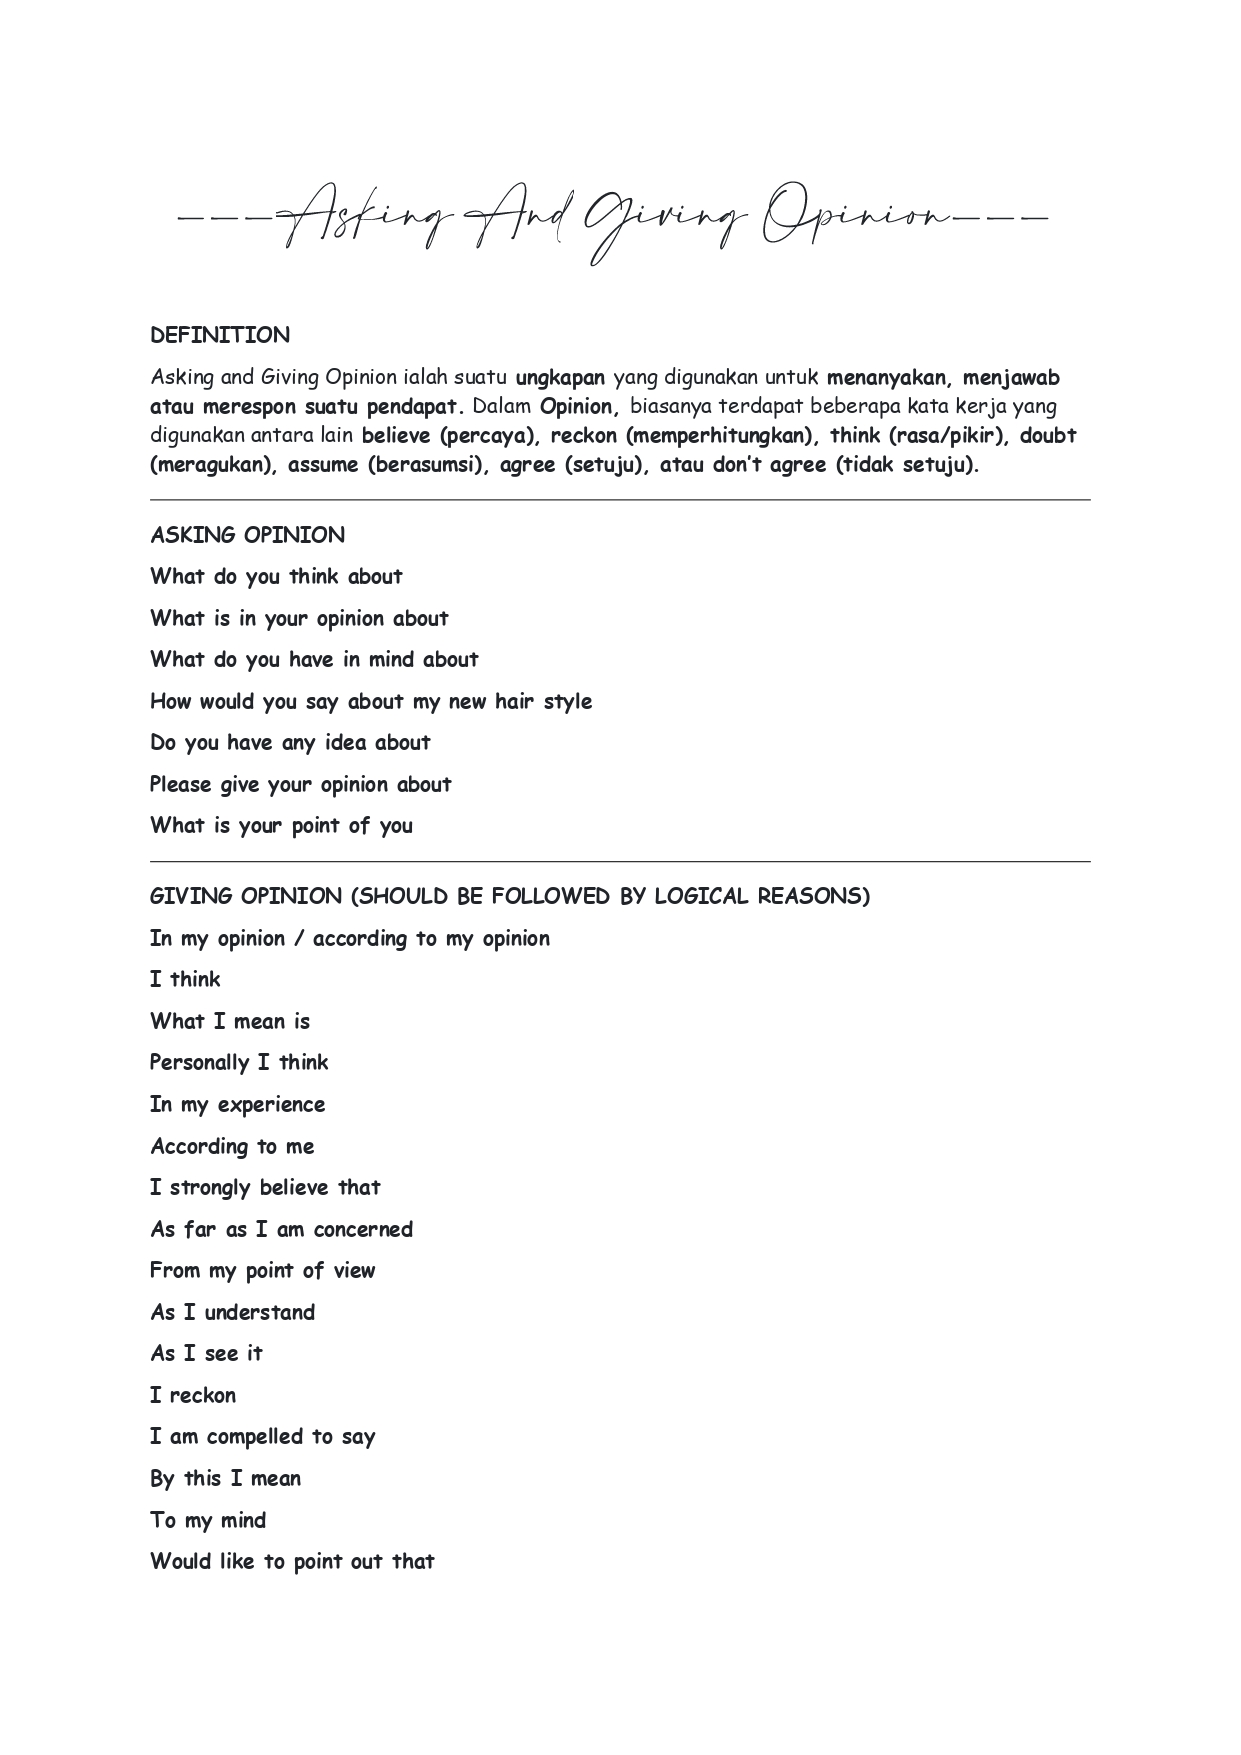 ---Asking And Giving Opinion---
DEFINITION
Asking and Giving Opinion ialah suatu ungkapan yang digunakan untuk menanyakan, menjawab
atau merespon suatu pendapat. Dalam Opinion, biasanya terdapat beberapa kata kerja yang
digunakan antara lain believe (percaya), reckon (memperhitungkan), think (rasa/pikir), doubt
(meragukan), assume (berasumsi), agree (setuju), atau don't agree (tidak setuju).
ASKING OPINION
What do you think about
What is in your opinion about
What do you have in mind about
How would you say about my new hair style
Do you have any idea about
Please give your opinion about
What is your point of you
GIVING OPINION (SHOULD BE FOLLOWED BY LOGICAL REASONS)
In my opinion / according to my opinion
I think
What I mean is
Personally I think
In my experience
According to me
I strongly believe that
As far as I am concerned
From my point of view
As I understand
As I see it
I reckon
I am compelled to say
By this I mean
To my mind
Would like to point out that